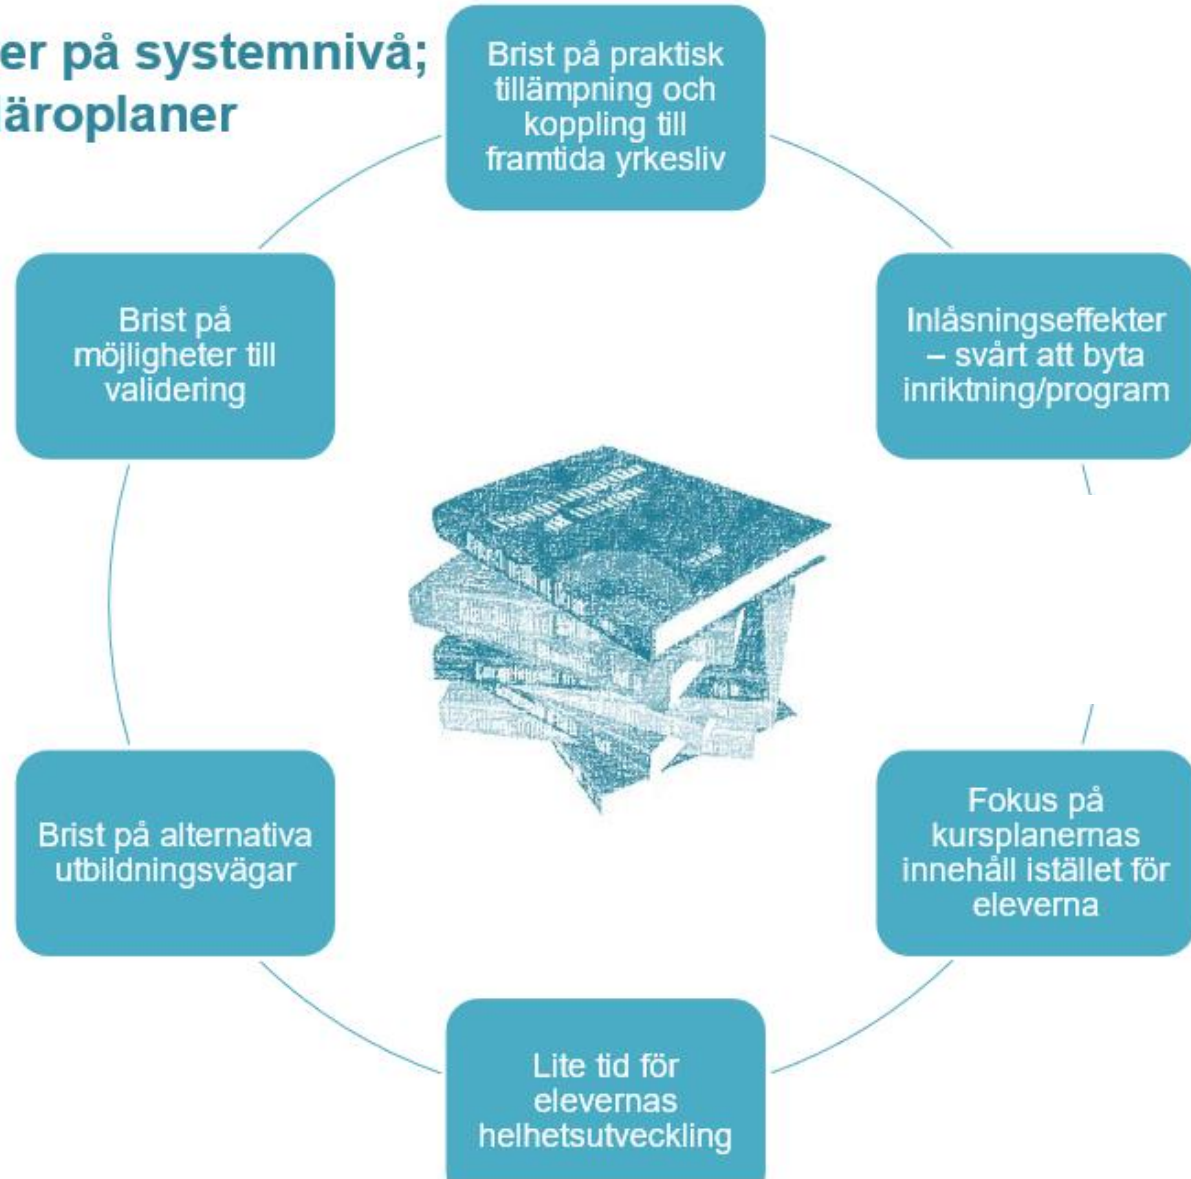 er på systemnivå;
äroplaner
Brist på praktisk
tillämpning och
koppling till
framtida yrkesliv
Inlåsningseffekter
– svårt att byta
inriktning/program
Fokus på
kursplanernas
innehåll istället för
eleverna
Lite tid för
elevernas
helhetsutveckling
Brist på alternativa
utbildningsvägar
Brist på
möjligheter till
validering